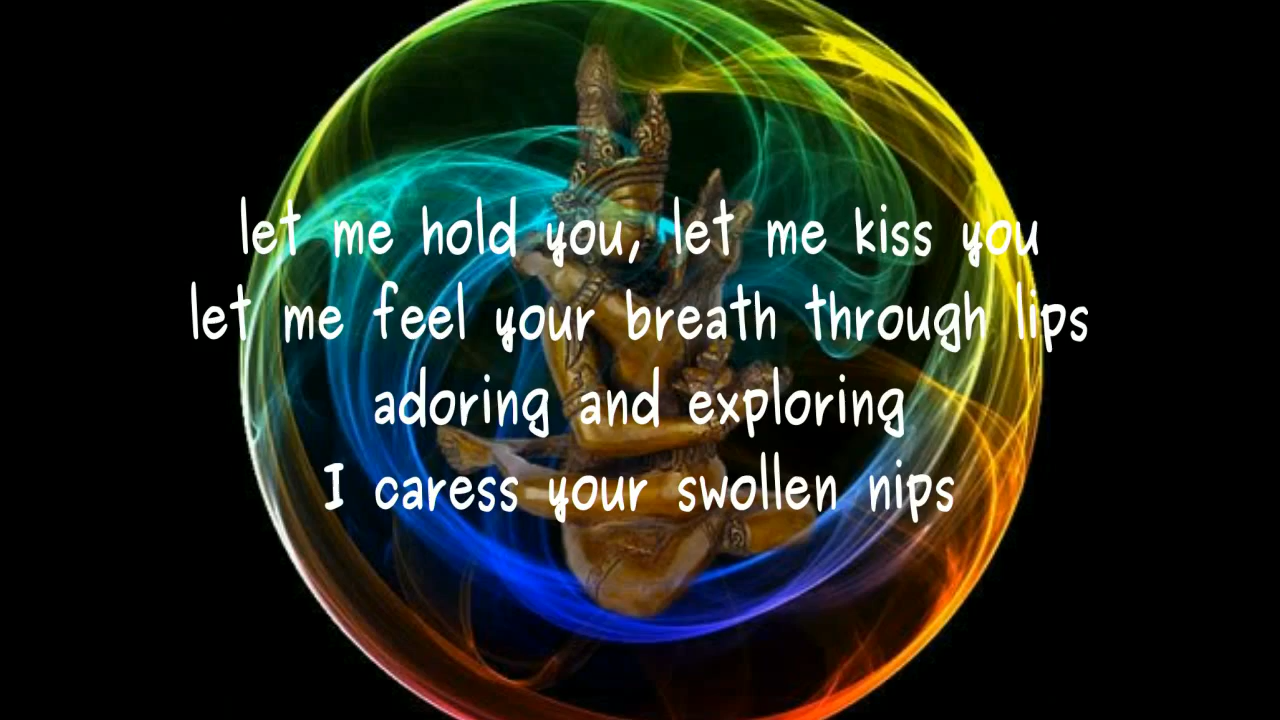 let me hold you, let me kiss you
let me feel your breath through lips
adoring and exploring
I caress your swollen nips